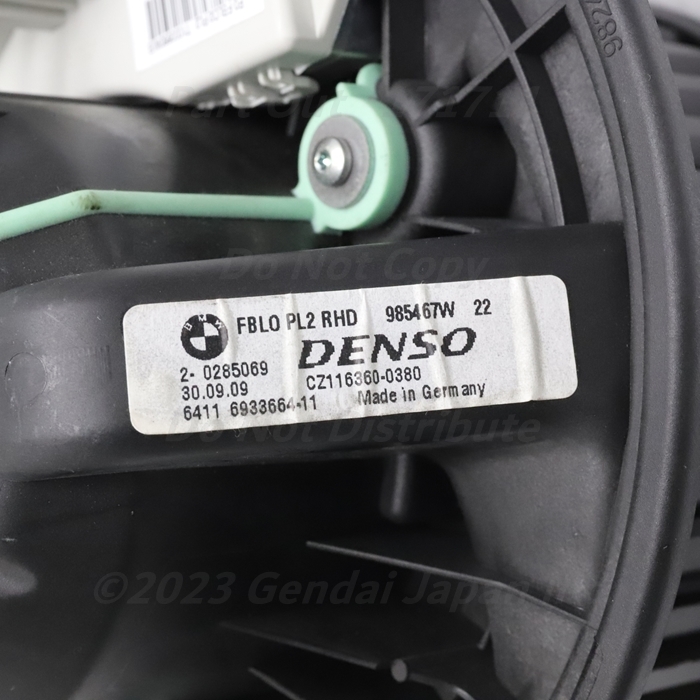 FBLO PL2 RHD 985467W 22
BMW
DENSO
2- 0285069
CZ116360-0380
30.09.09
Made in Germany
6411 6933664-11
Do Not Copy
Do Not Distribute
©2023 Gendai Japan